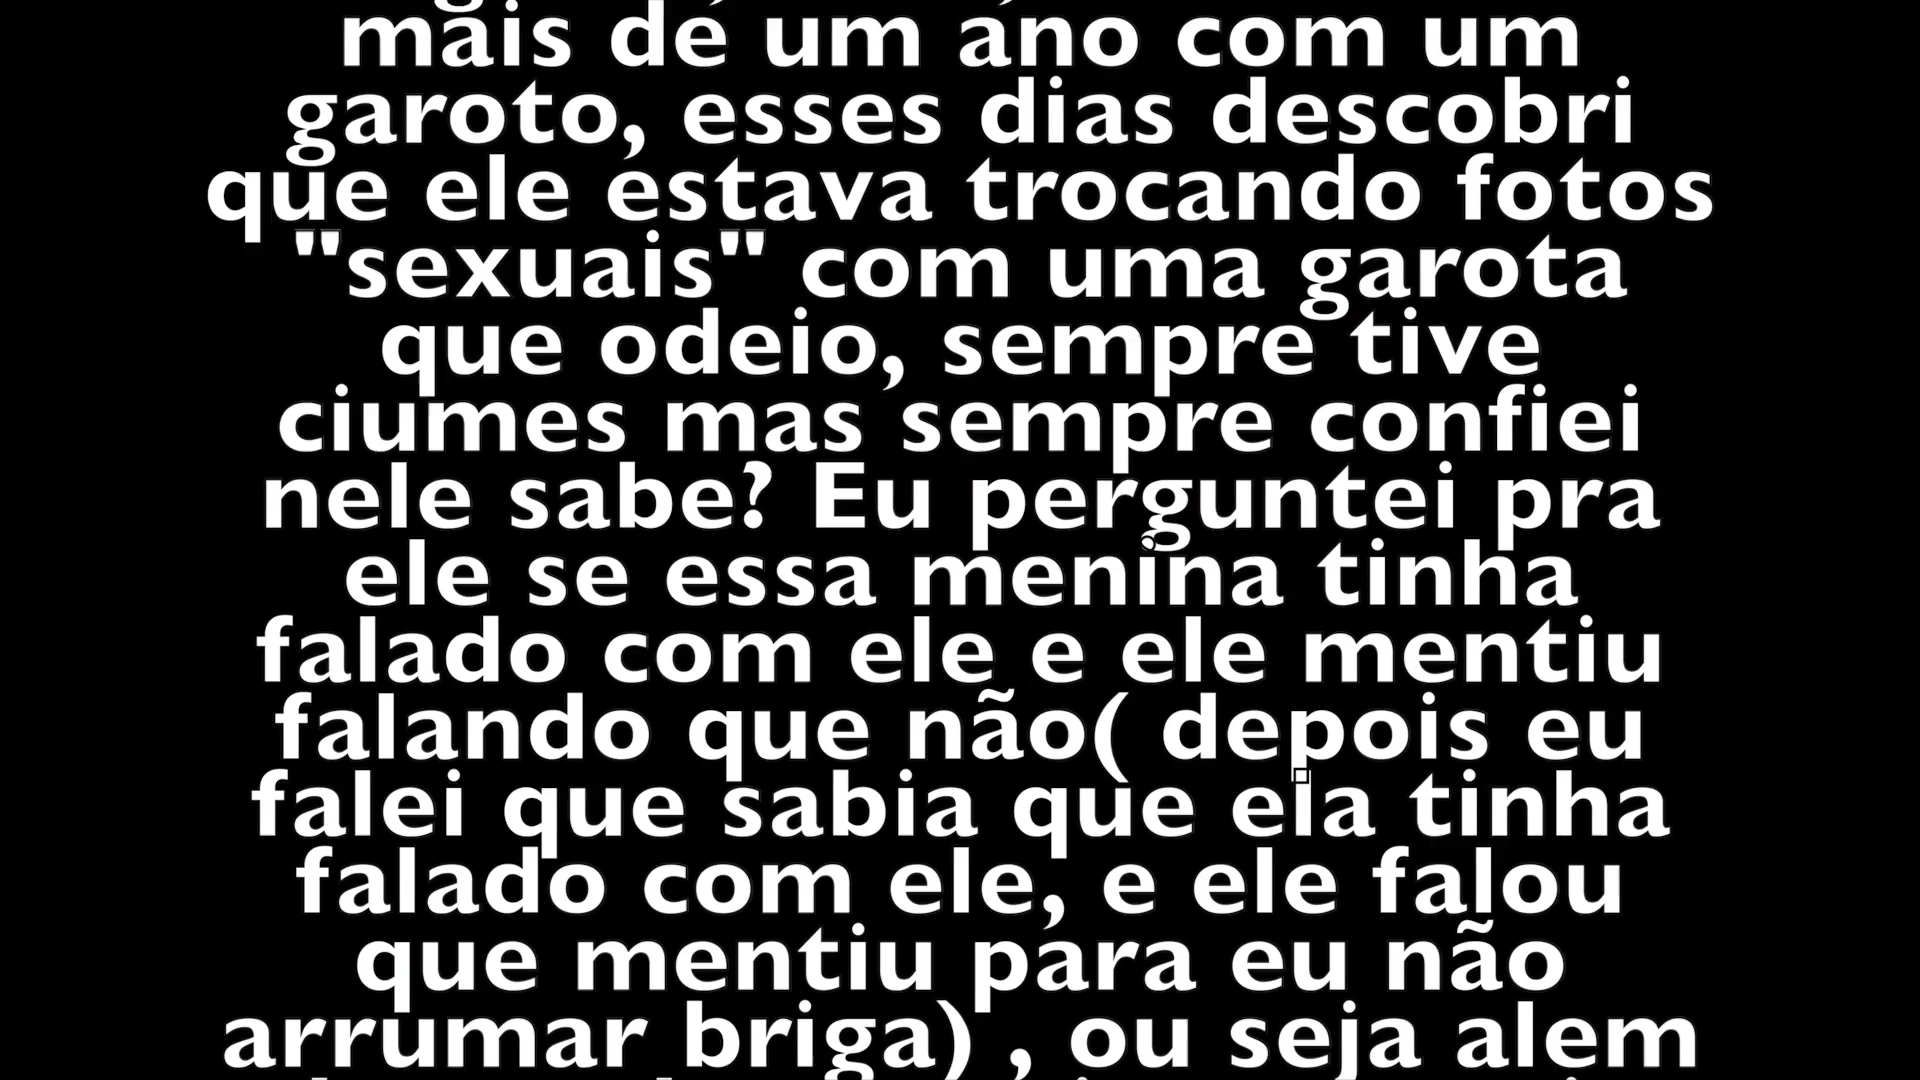 mais de um ano com um
garoto, esses dias descobri
que ele estava trocando fotos
"sexuais" com uma garota
que odeio, sempre tive
ciumes mas sempre confiei
nele sabe? Eu perguntei pra
ele se essa menina tinha
falado com ele e ele mentiu
falando que não( depois eu
falei que sabia que ela tinha
falado com ele, e ele falou
que mentiu para eu não
arrumar briga) , ou seja alem